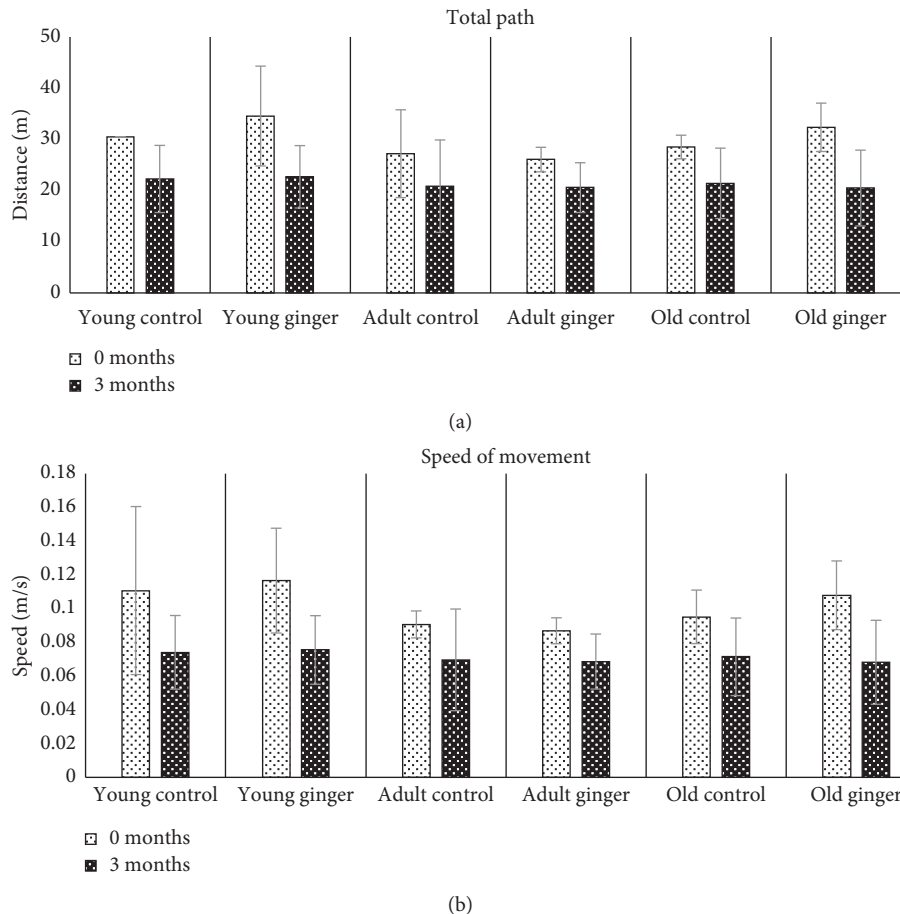 Total path
50
40
30
20
10
0
Distance (m)
Young control Young ginger Adult control Adult ginger Old control Old ginger
0 months
3 months
(a)
Speed of movement
0.18
0.16
0.14
0.12
0.1
0.08
0.06
0.04
0.02
0
Speed (m/s)
Young control Young ginger Adult control Adult ginger Old control Old ginger
0 months
3 months
(b)